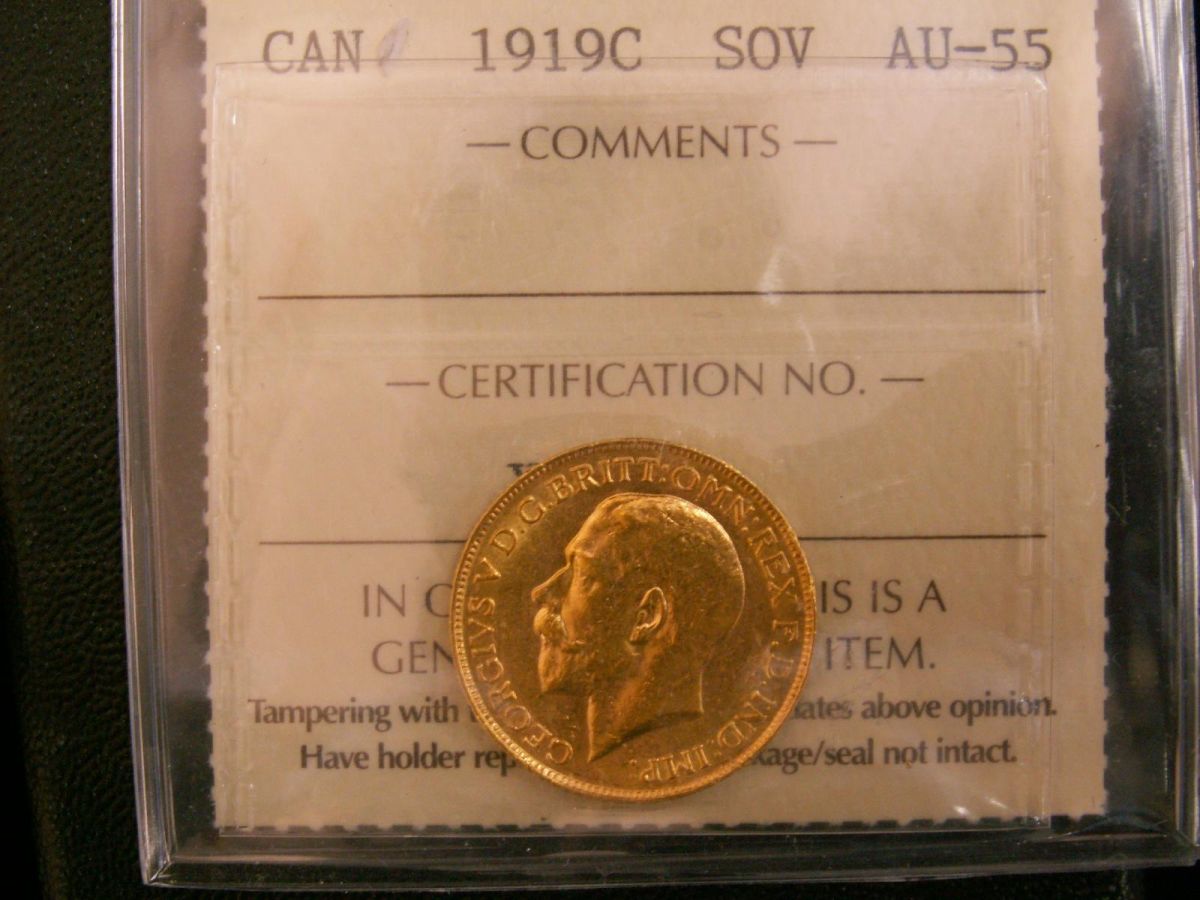 CAN 1919C SOV AU-55
— COMMENTS —
— CERTIFICATION NO. —
GEORGIVS V D.G.BRITT:OMN:REX F.D.IND:IMP:
IN IS IS A
GEN ITEM.
Tampering with ates above opinion.
Have holder rep kage/seal not intact.